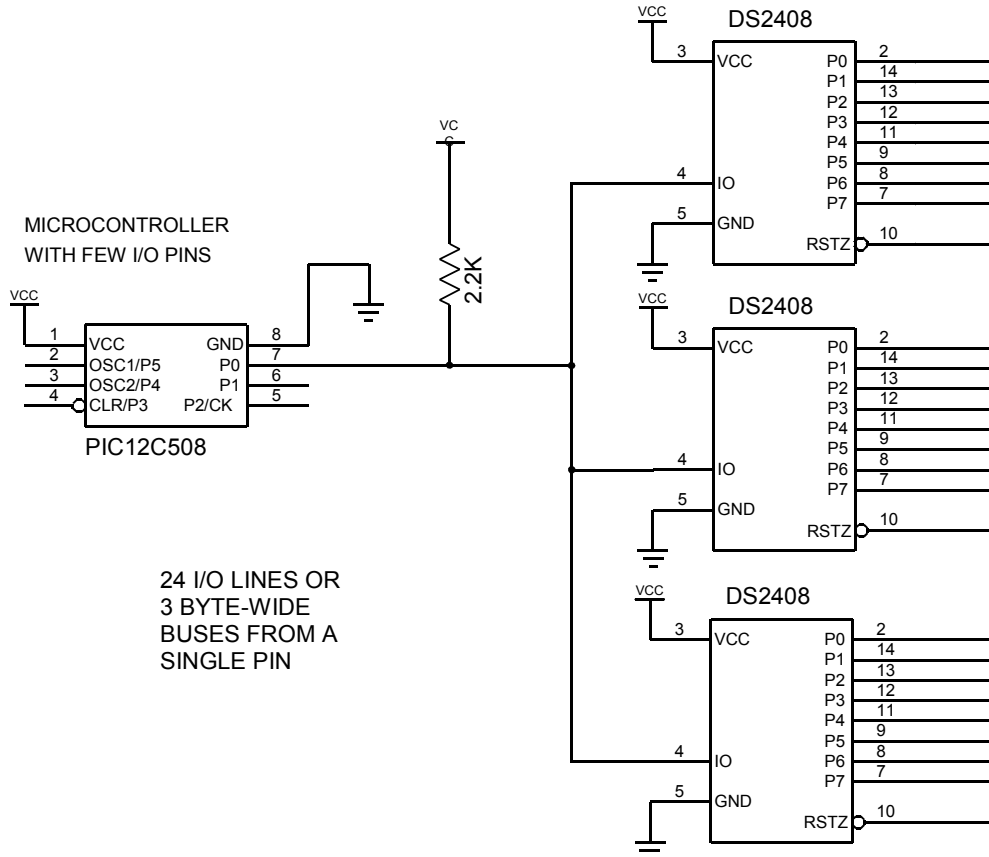 VCC
DS2408
3
VCC
P0
2
P1
14
P2
13
P3
12
P4
11
P5
9
P6
8
P7
7
4
IO
5
GND
RSTZ
10
VC
C
2.2K
MICROCONTROLLER
WITH FEW I/O PINS
VCC
1
VCC
2
OSC1/P5
3
OSC2/P4
4
CLR/P3
GND
8
P0
7
P1
6
P2/CK
5
PIC12C508
VCC
DS2408
3
VCC
P0
2
P1
14
P2
13
P3
12
P4
11
P5
9
P6
8
P7
7
4
IO
5
GND
RSTZ
10
24 I/O LINES OR
3 BYTE-WIDE
BUSES FROM A
SINGLE PIN
VCC
DS2408
3
VCC
P0
2
P1
14
P2
13
P3
12
P4
11
P5
9
P6
8
P7
7
4
IO
5
GND
RSTZ
10